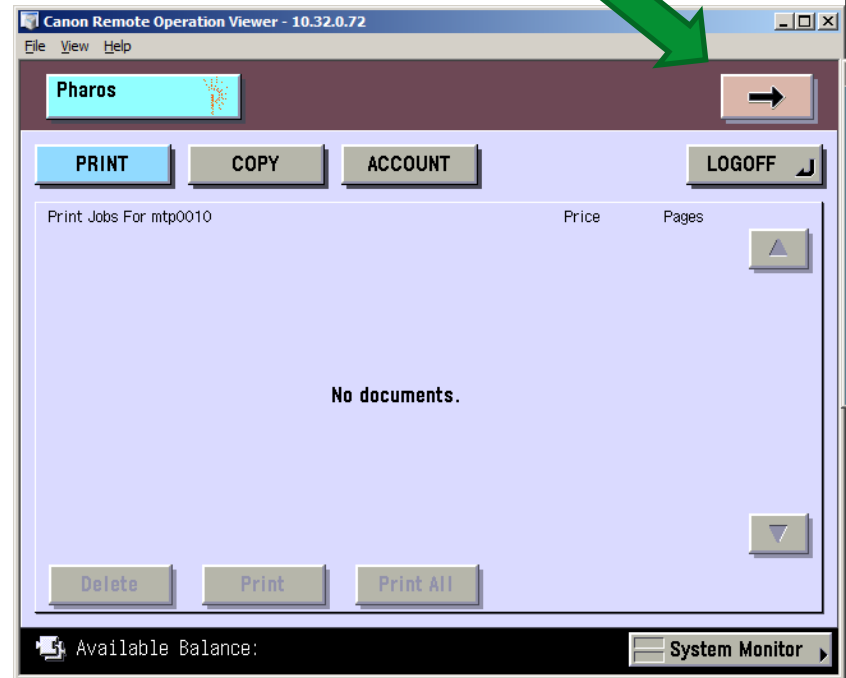 Canon Remote Operation Viewer - 10.32.0.72
File View Help
Pharos
PRINT COPY ACCOUNT LOGOFF
Print Jobs For mtp0010 Price Pages
No documents.
Delete Print Print All
Available Balance: System Monitor